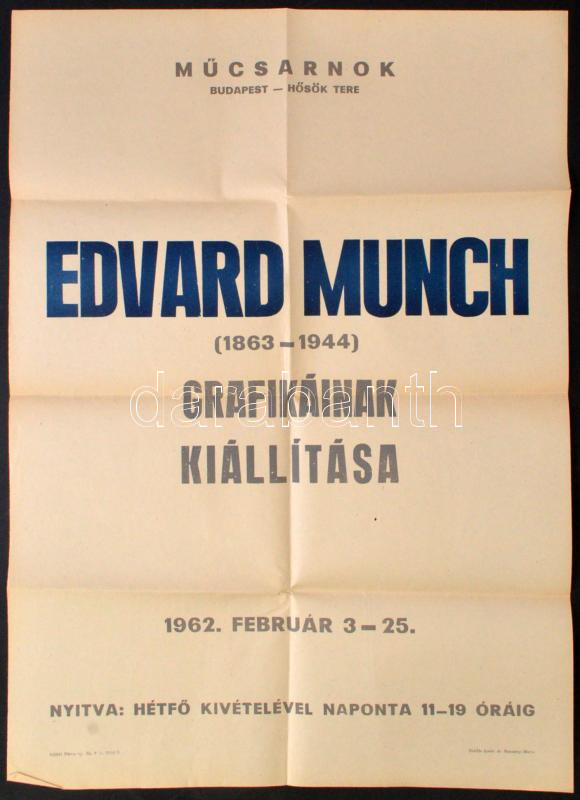 MŰCSARNOK
BUDAPEST — HŐSÖK TERE
EDVARD MUNCH
(1863–1944)
GRAFIKÁINAK
darabanth
KIÁLLÍTÁSA
1962. FEBRUÁR 3–25.
NYITVA: HÉTFŐ KIVÉTELÉVEL NAPONTA 11–19 ÓRÁIG